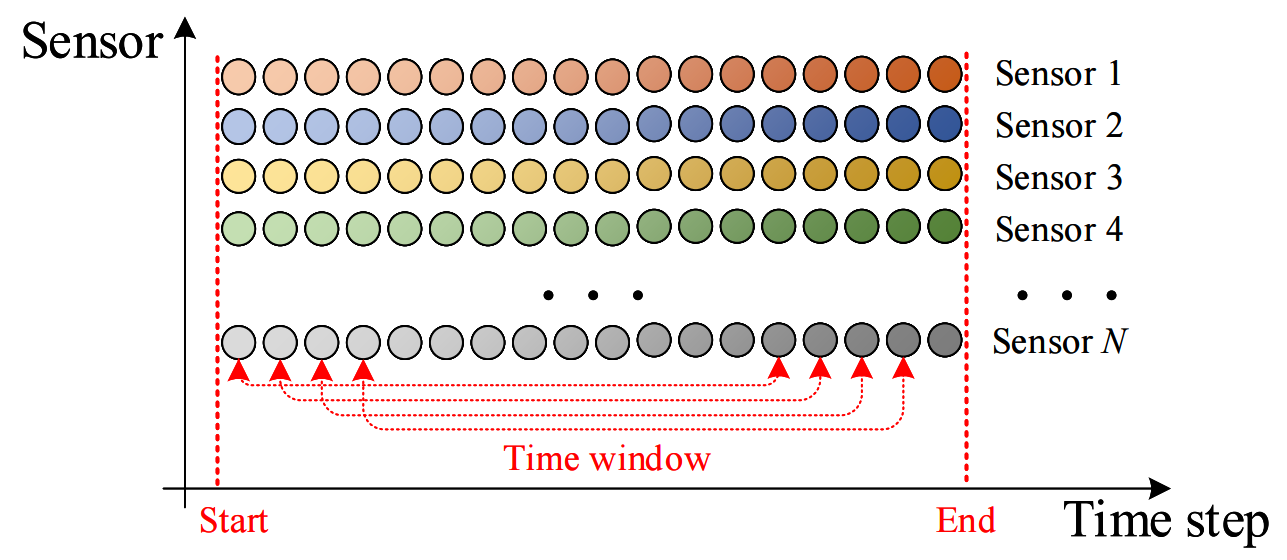 Sensor
Sensor 1
Sensor 2
Sensor 3
Sensor 4
. . . . . .
Sensor N
Time window
Start End Time step